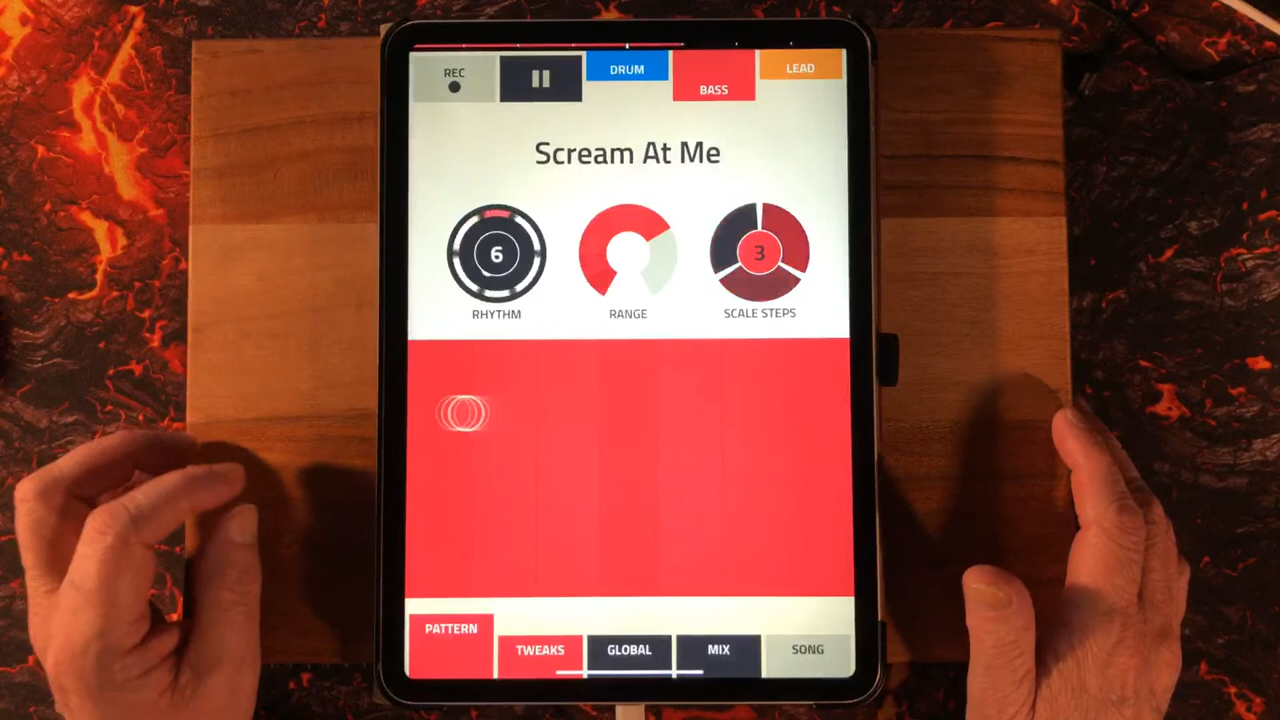 REC
DRUM
BASS
LEAD
Scream At Me
6
3
RHYTHM
RANGE
SCALE STEPS
PATTERN
TWEAKS
GLOBAL
MIX
SONG